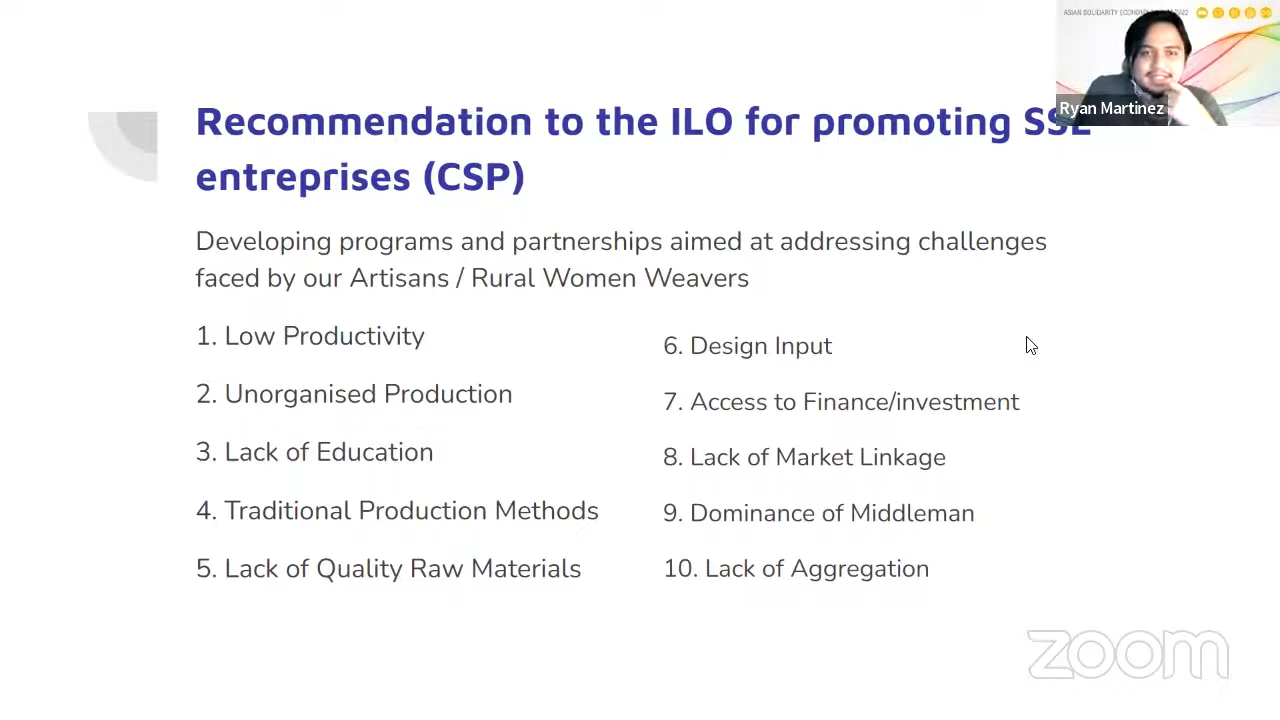 Recommendation to the ILO for promoting SSE
entreprises (CSP)
Developing programs and partnerships aimed at addressing challenges
faced by our Artisans / Rural Women Weavers
1. Low Productivity
2. Unorganised Production
3. Lack of Education
4. Traditional Production Methods
5. Lack of Quality Raw Materials
6. Design Input
7. Access to Finance/investment
8. Lack of Market Linkage
9. Dominance of Middleman
10. Lack of Aggregation
ASIAN SOLIDARITY 2022
Ryan Martinez
zoom